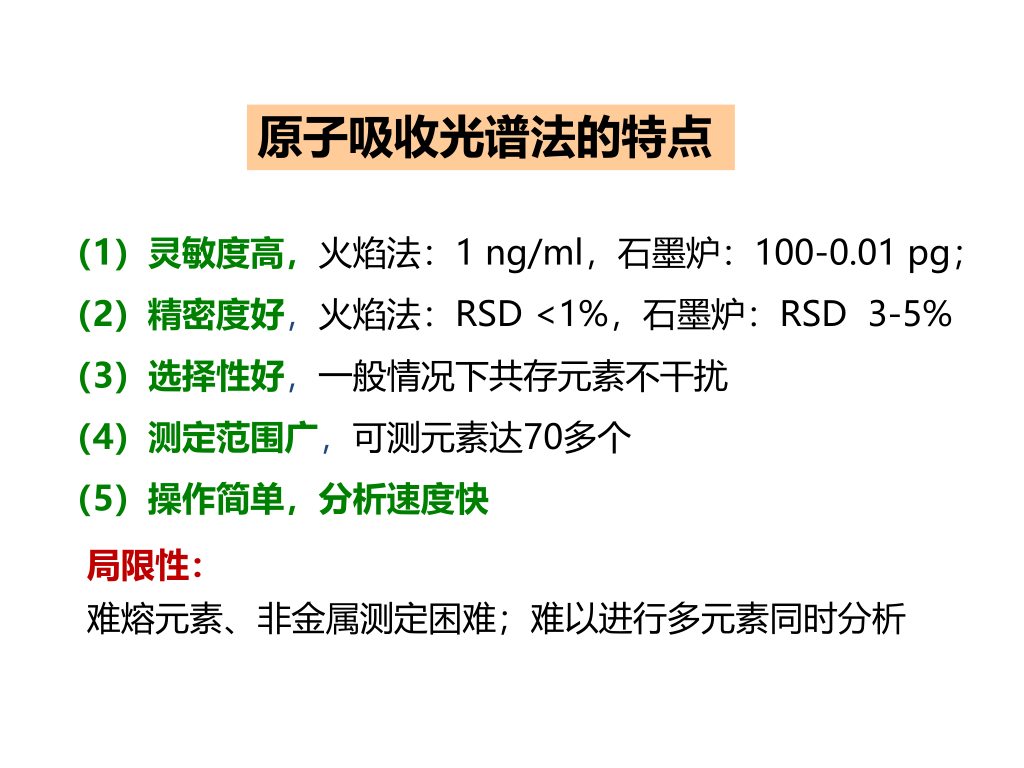 原子吸收光谱法的特点
（1）灵敏度高，火焰法：1 ng/ml，石墨炉：100-0.01 pg；
（2）精密度好，火焰法：RSD <1%，石墨炉：RSD  3-5%
（3）选择性好，一般情况下共存元素不干扰
（4）测定范围广，可测元素达70多个
（5）操作简单，分析速度快
局限性：
难熔元素、非金属测定困难；难以进行多元素同时分析